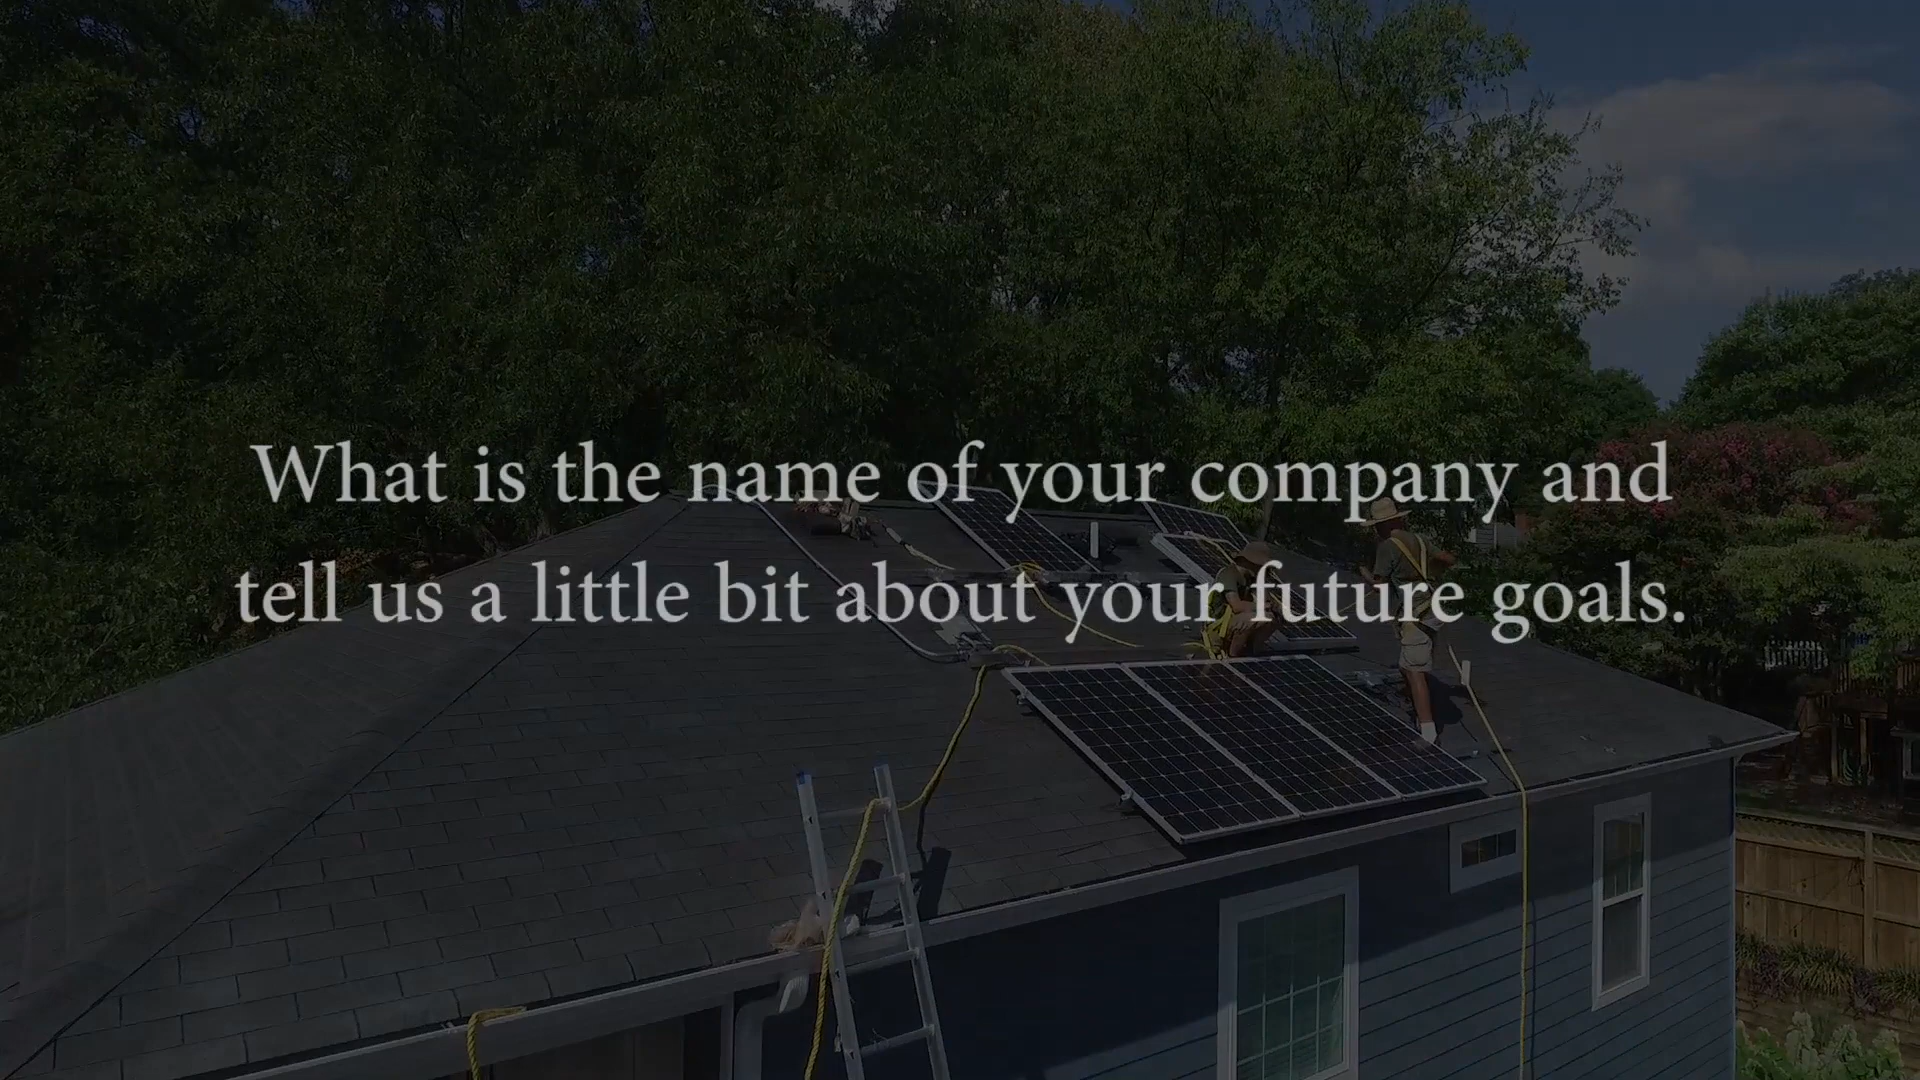 What is the name of your company and
tell us a little bit about your future goals.